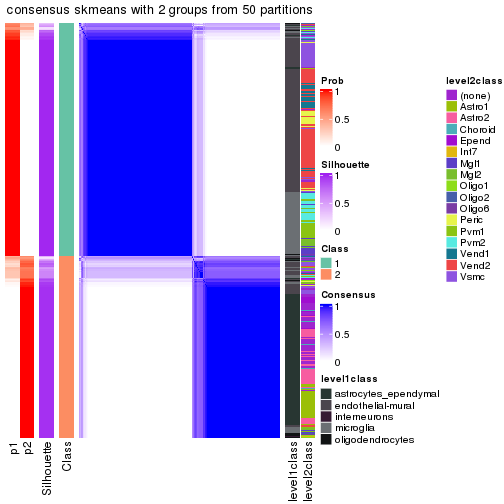 consensus skmeans with 2 groups from 50 partitions
Prob
1
0.5
0
Silhouette
1
0.5
0
Class
1
2
Consensus
1
0.5
0
level1class
astrocytes_ependymal
endothelial-mural
interneurons
microglia
oligodendrocytes
level2class
(none)
Astro1
Astro2
Choroid
Epend
Int7
Mgl1
Mgl2
Oligo1
Oligo2
Oligo6
Peric
Pvm1
Pvm2
Vend1
Vend2
Vsmc
p1
p2
Silhouette
Class
level1class
level2class